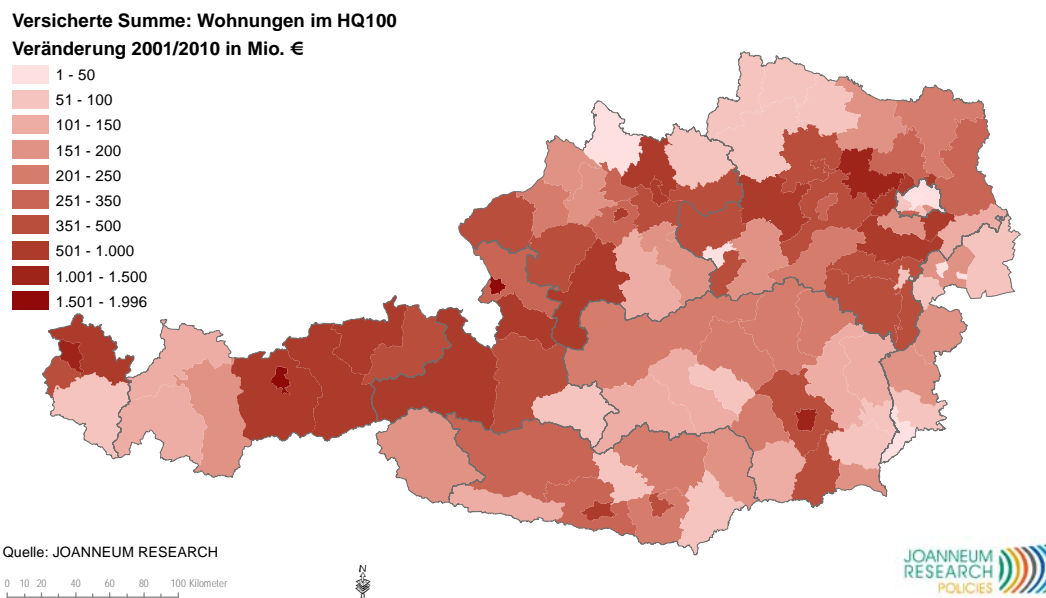 Versicherte Summe: Wohnungen im HQ100
Veränderung 2001/2010 in Mio. €
1 - 50
51 - 100
101 - 150
151 - 200
201 - 250
251 - 350
351 - 500
501 - 1.000
1.001 - 1.500
1.501 - 1.996
Quelle: JOANNEUM RESEARCH
0 10 20 40 60 80 100 Kilometer
N
JOANNEUM
RESEARCH
POLICIES